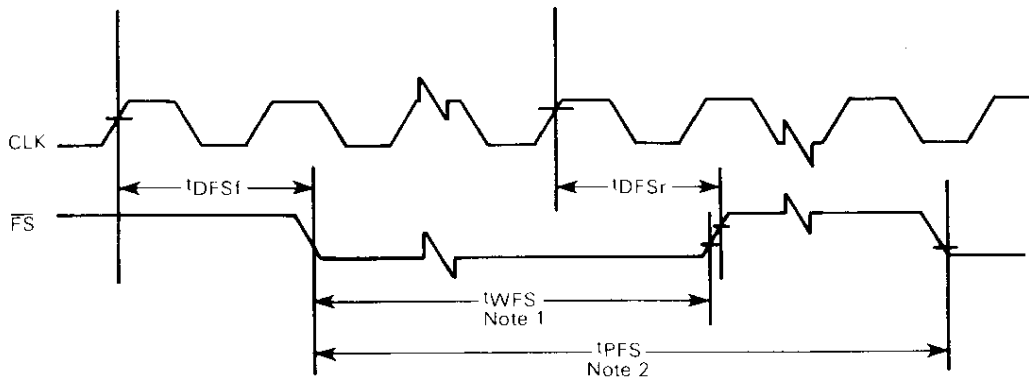 CLK
tDFSf
tDFSr
FS
tWFS
Note 1
tPFS
Note 2